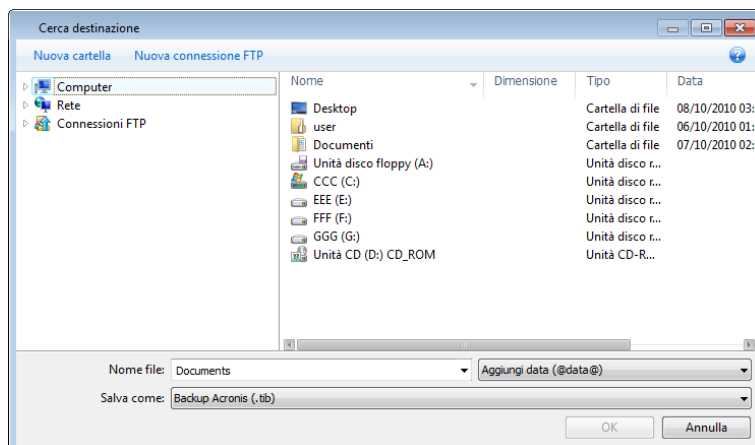 Cerca destinazione
Nuova cartella Nuova connessione FTP
Computer
Rete
Connessioni FTP
Nome Dimensione Tipo Data
Desktop Cartella di file 08/10/2010 03:
user Cartella di file 06/10/2010 01:
Documenti Cartella di file 07/10/2010 02:
Unità disco floppy (A:) Unità disco r...
CCC (C:) Unità disco r...
EEE (E:) Unità disco r...
FFF (F:) Unità disco r...
GGG (G:) Unità disco r...
Unità CD (D:) CD_ROM Unità CD-R...
Nome file: Documents Aggiungi data (@data@)
Salva come: Backup Acronis (.tib)
OK Annulla